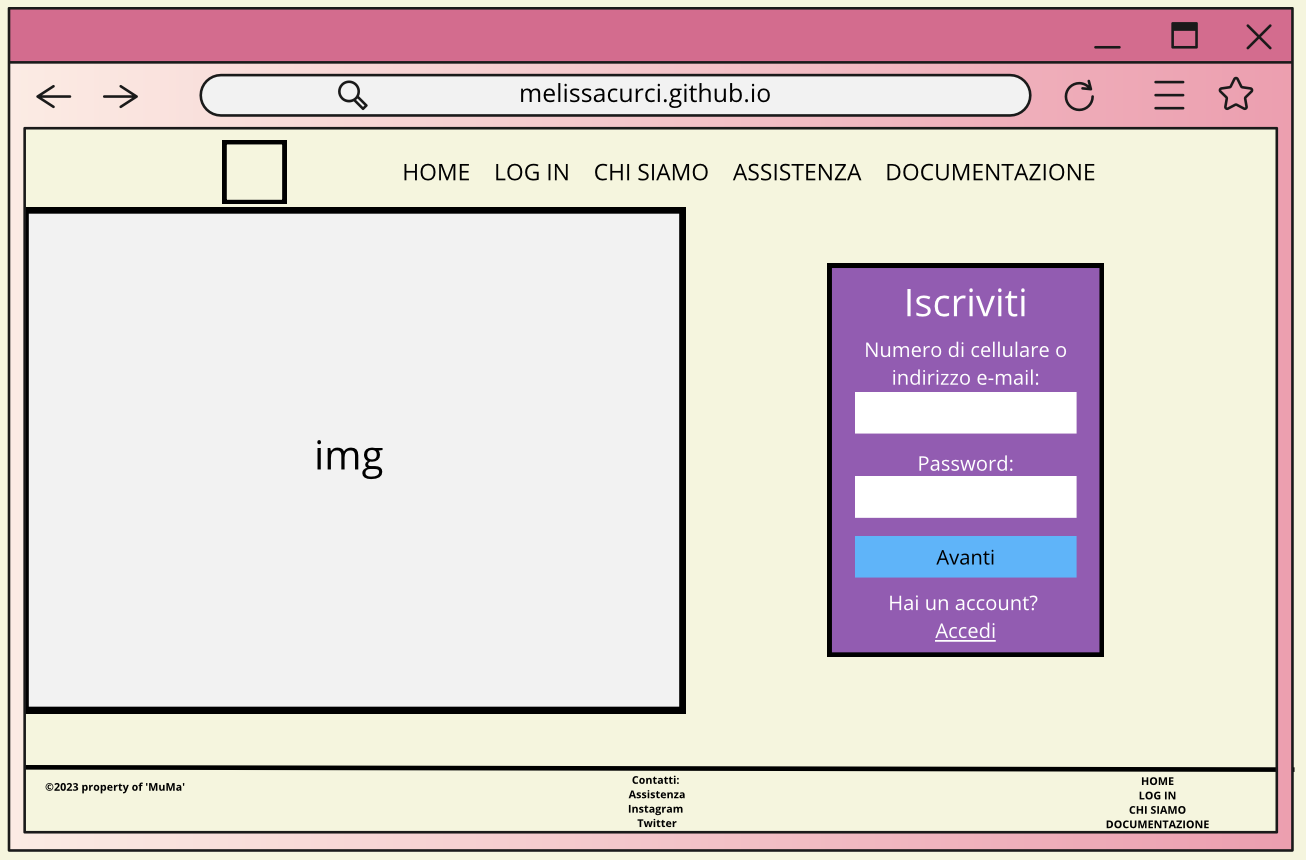 melissacurci.github.io
HOME LOG IN CHI SIAMO ASSISTENZA DOCUMENTAZIONE
img
Iscriviti
Numero di cellulare o
indirizzo e-mail:
Password:
Avanti
Hai un account?
Accedi
©2023 property of 'MuMa'
Contatti:
Assistenza
Instagram
Twitter
HOME
LOG IN
CHI SIAMO
DOCUMENTAZIONE